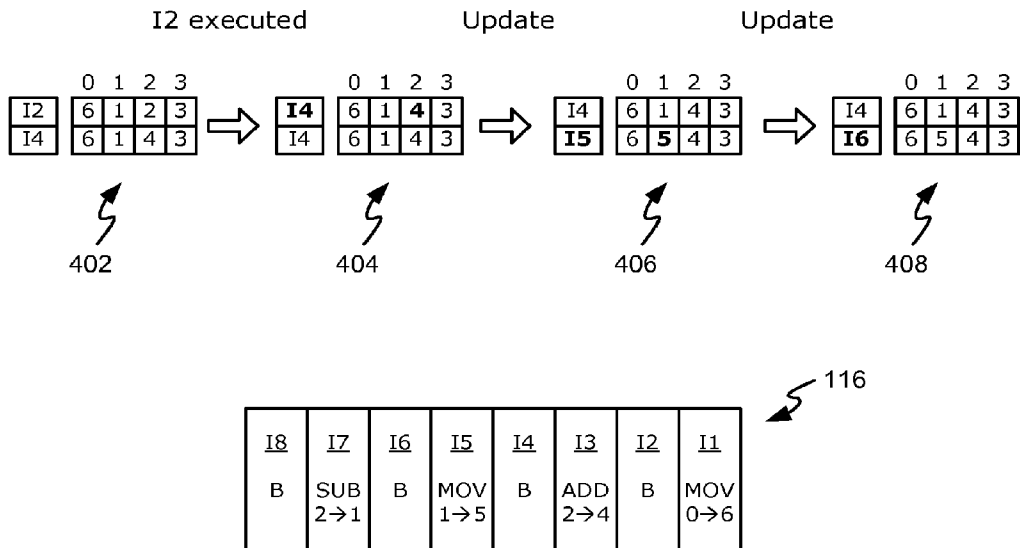 I2 executed Update Update
0 1 2 3 0 1 2 3 0 1 2 3 0 1 2 3
I2 6 1 2 3 I4 6 1 4 3 I4 6 1 4 3 I4 6 1 4 3
I4 6 1 4 3 I4 6 1 4 3 I5 6 5 4 3 I6 6 5 4 3
402 404 406 408
116
I8 I7 I6 I5 I4 I3 I2 I1
B SUB B MOV B ADD B MOV
2→1 1→5 2→4 0→6